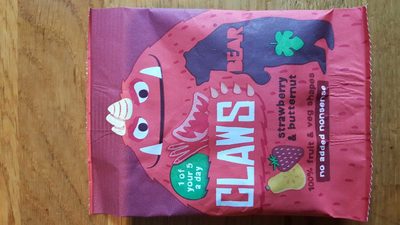 BEAR
CLAWS
1 of
your 5
a day
strawberry
& butternut
100% fruit & veg shapes
no added nonsense